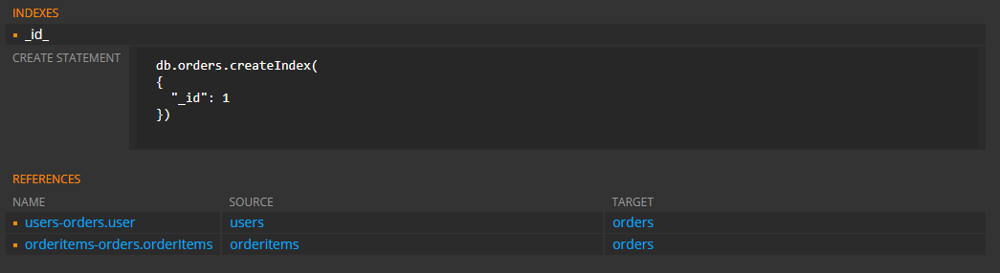 INDEXES
_id_
CREATE STATEMENT
db.orders.createIndex(
{
  "_id": 1
})
REFERENCES
NAME SOURCE TARGET
users-orders.user users orders
orderitems-orders.orderItems orderitems orders